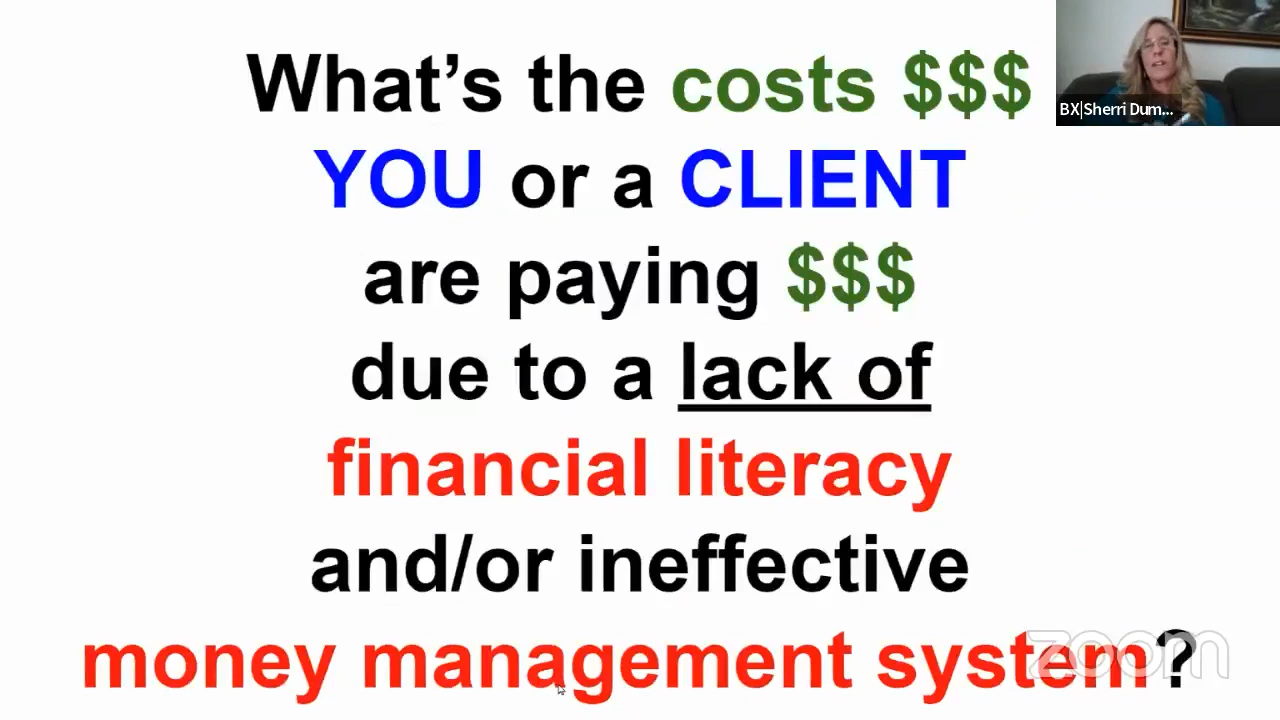 What's the costs $$$
YOU or a CLIENT
are paying $$$
due to a lack of
financial literacy
and/or ineffective
money management system?
BX|Sherri Dum...
zoom